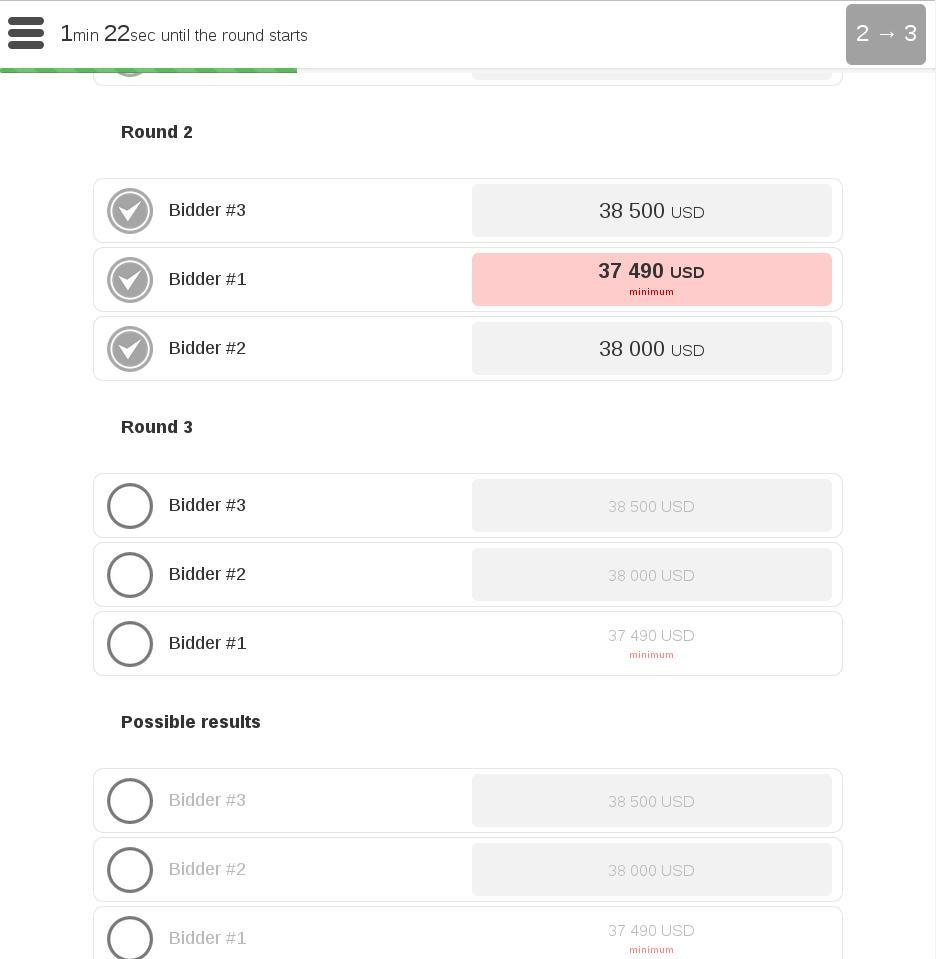 1min 22sec until the round starts
2 → 3
Round 2
Bidder #3
38 500 USD
Bidder #1
37 490 USD
minimum
Bidder #2
38 000 USD
Round 3
Bidder #3
38 500 USD
Bidder #2
38 000 USD
Bidder #1
37 490 USD
minimum
Possible results
Bidder #3
38 500 USD
Bidder #2
38 000 USD
Bidder #1
37 490 USD
minimum